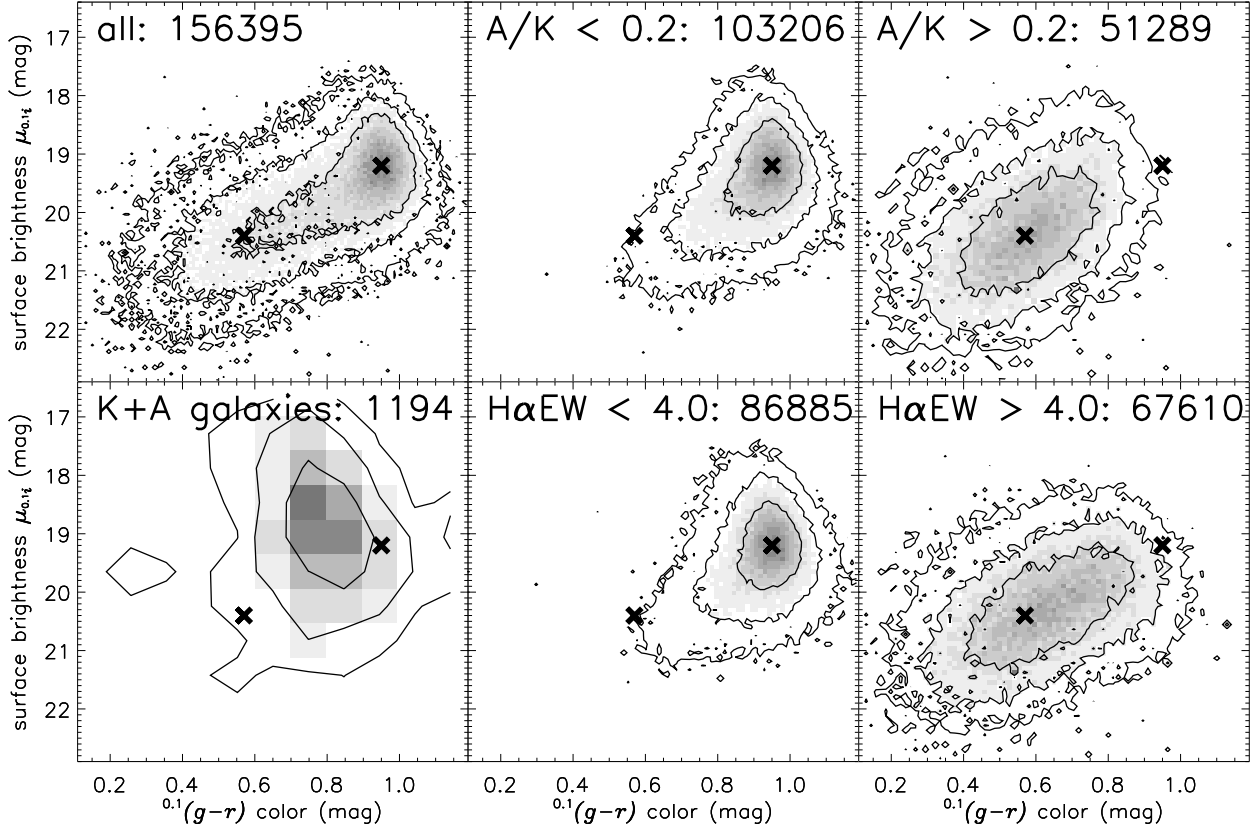 all: 156395
A/K < 0.2: 103206
A/K > 0.2: 51289
17
18
19
20
21
22
surface brightness μ0.1i (mag)
K+A galaxies: 1194
HαEW < 4.0: 86885
HαEW > 4.0: 67610
17
18
19
20
21
22
surface brightness μ0.1i (mag)
0.2 0.4 0.6 0.8 1.0
0.2 0.4 0.6 0.8 1.0
0.2 0.4 0.6 0.8 1.0
0.1(g-r) color (mag)
0.1(g-r) color (mag)
0.1(g-r) color (mag)